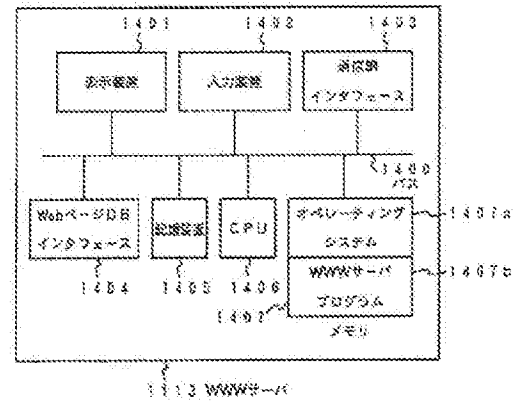 1401 1402 1403
表示装置
入力装置
通信網
インタフェース
1400
バス
WebページDB
インタフェース
記憶装置
CPU
オペレーティング
システム
1407a
WWWサーバ
プログラム
1407b
1404 1405 1406
1407
メモリ
1113 WWWサーバ